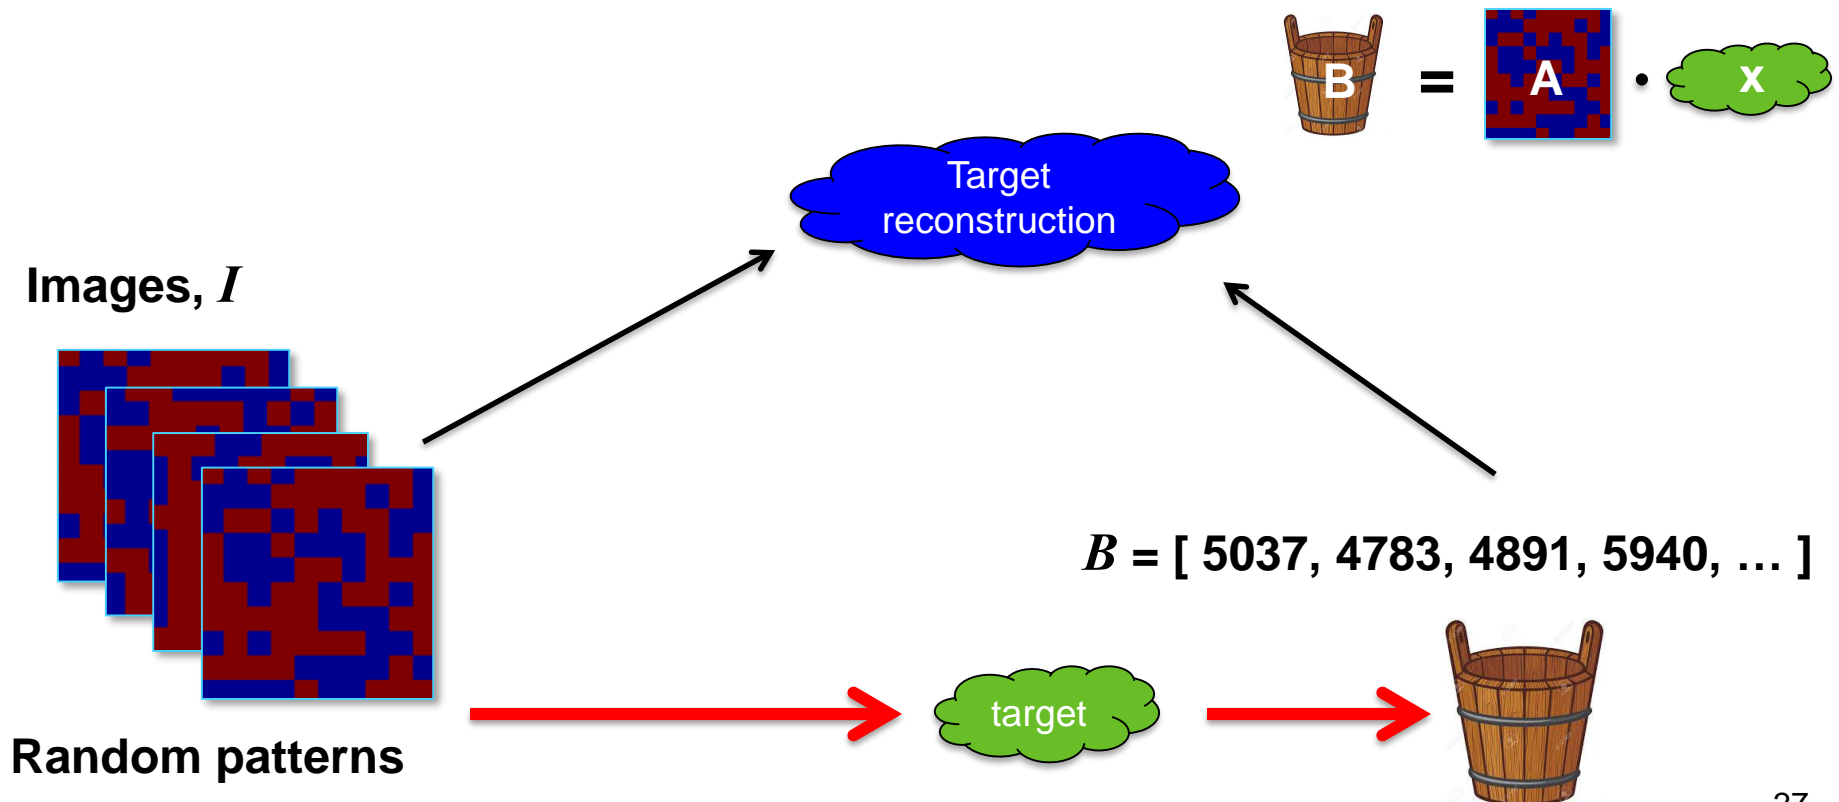 B = A · x
Target
reconstruction
Images, I
B = [ 5037, 4783, 4891, 5940, … ]
target
Random patterns